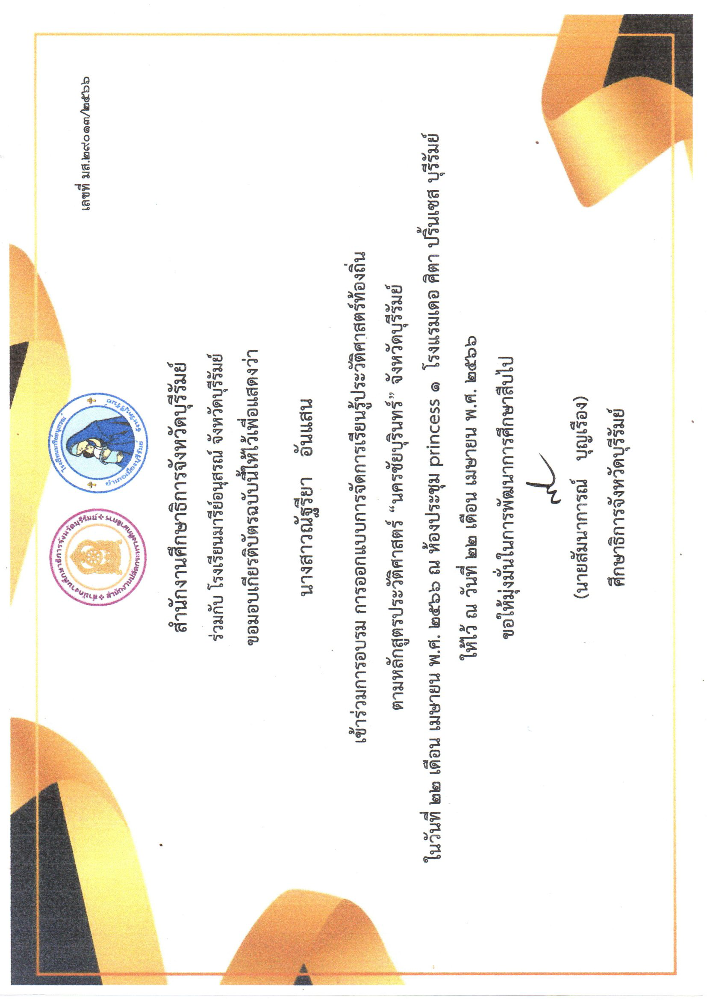 เลขที่ มส.๒๙๐๑๓/๒๕๖๖
สำนักงานศึกษาธิการจังหวัดบุรีรัมย์
สำนักงานปลัดกระทรวงศึกษาธิการ
โรงเรียนมารีย์อนุสรณ์
อำเภอเมืองบุรีรัมย์ จังหวัดบุรีรัมย์
สำนักงานศึกษาธิการจังหวัดบุรีรัมย์
ร่วมกับ โรงเรียนมารีย์อนุสรณ์ จังหวัดบุรีรัมย์
ขอมอบเกียรติบัตรฉบับนี้ให้ไว้เพื่อแสดงว่า
นางสาวณัฐรียา อันแสน
เข้าร่วมการอบรม การออกแบบการจัดการเรียนรู้ประวัติศาสตร์ท้องถิ่น
ตามหลักสูตรประวัติศาสตร์ “นครชัยบุรินทร์” จังหวัดบุรีรัมย์
ในวันที่ ๒๒ เดือน เมษายน พ.ศ. ๒๕๖๖ ณ ห้องประชุม princess ๑ โรงแรมเดอ ศิตา ปริ้นเซส บุรีรัมย์
ให้ไว้ ณ วันที่ ๒๒ เดือน เมษายน พ.ศ. ๒๕๖๖
ขอให้มุ่งมั่นในการพัฒนาการศึกษาสืบไป
(นายสัมนาการณ์ บุญเรือง)
ศึกษาธิการจังหวัดบุรีรัมย์